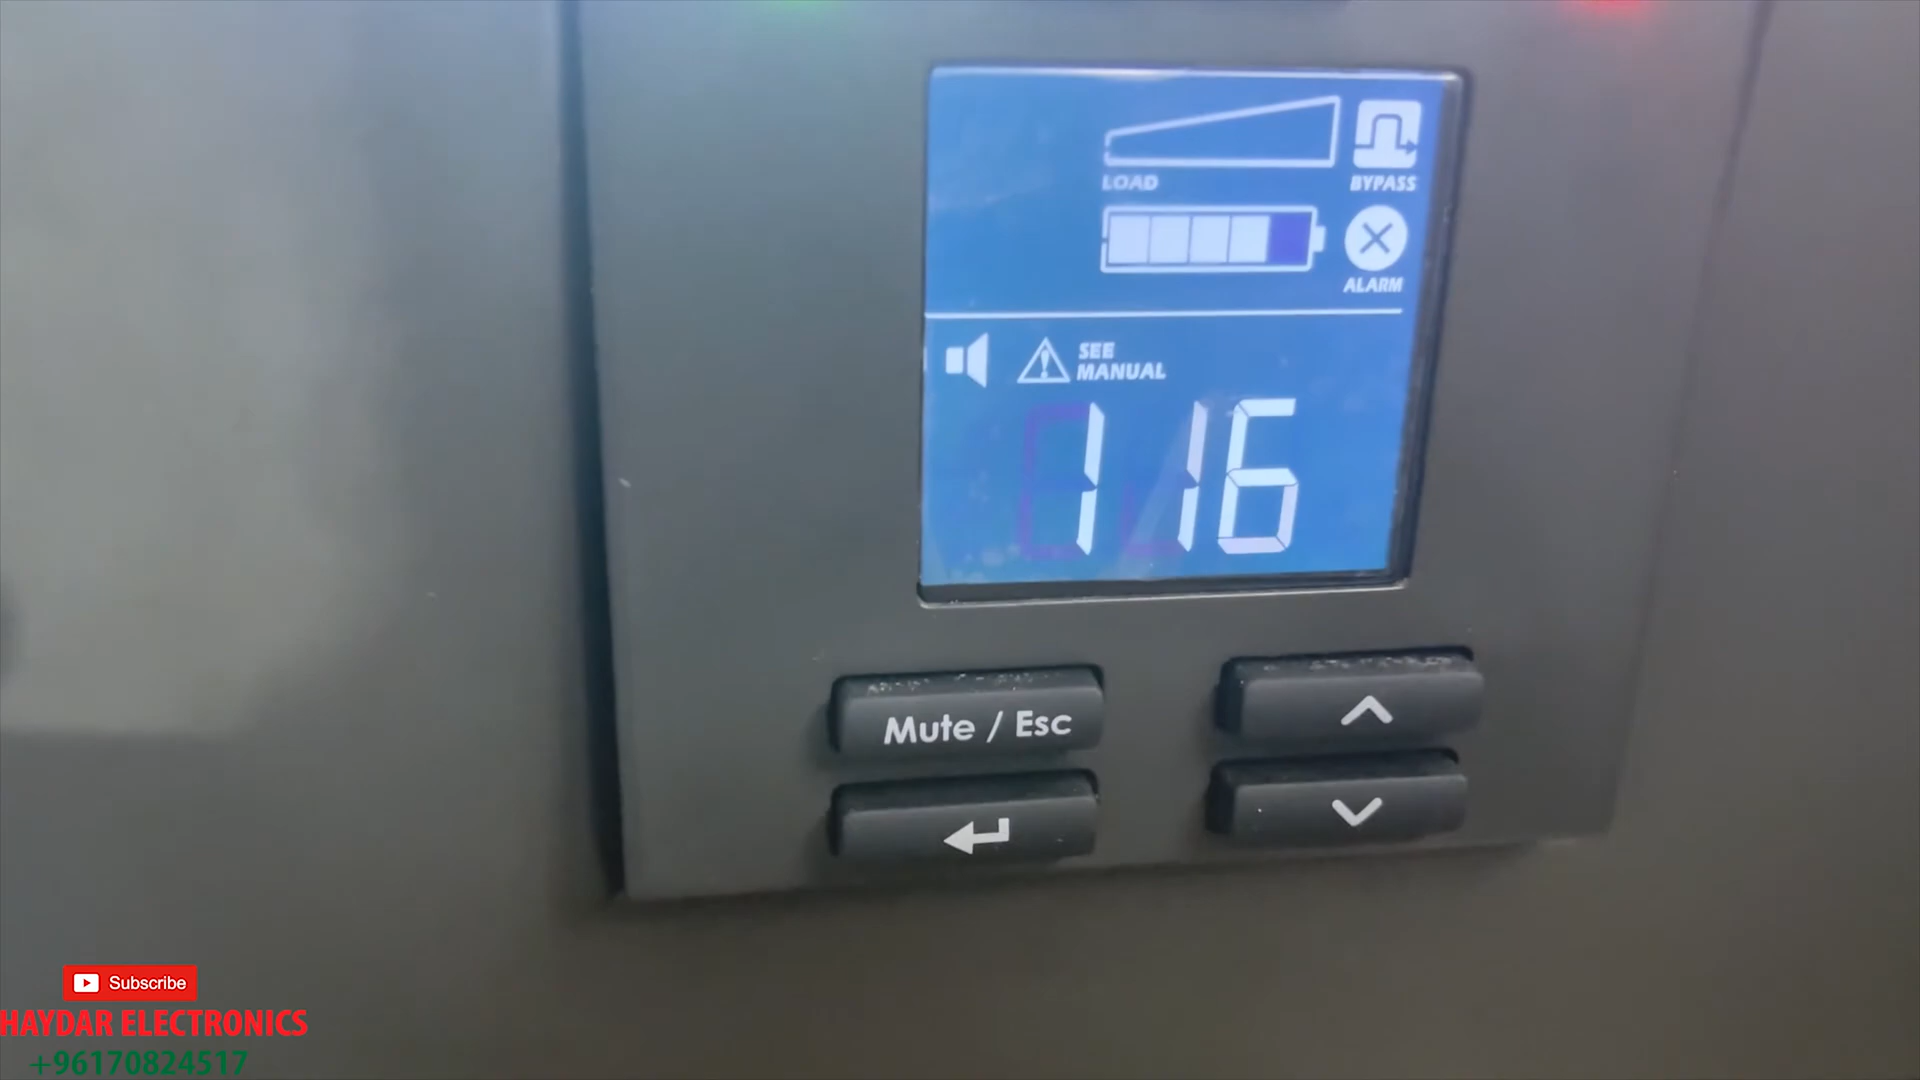 LOAD
BYPASS
ALARM
SEE
MANUAL
116
Mute / Esc
Subscribe
HAYDAR ELECTRONICS
+96170824517